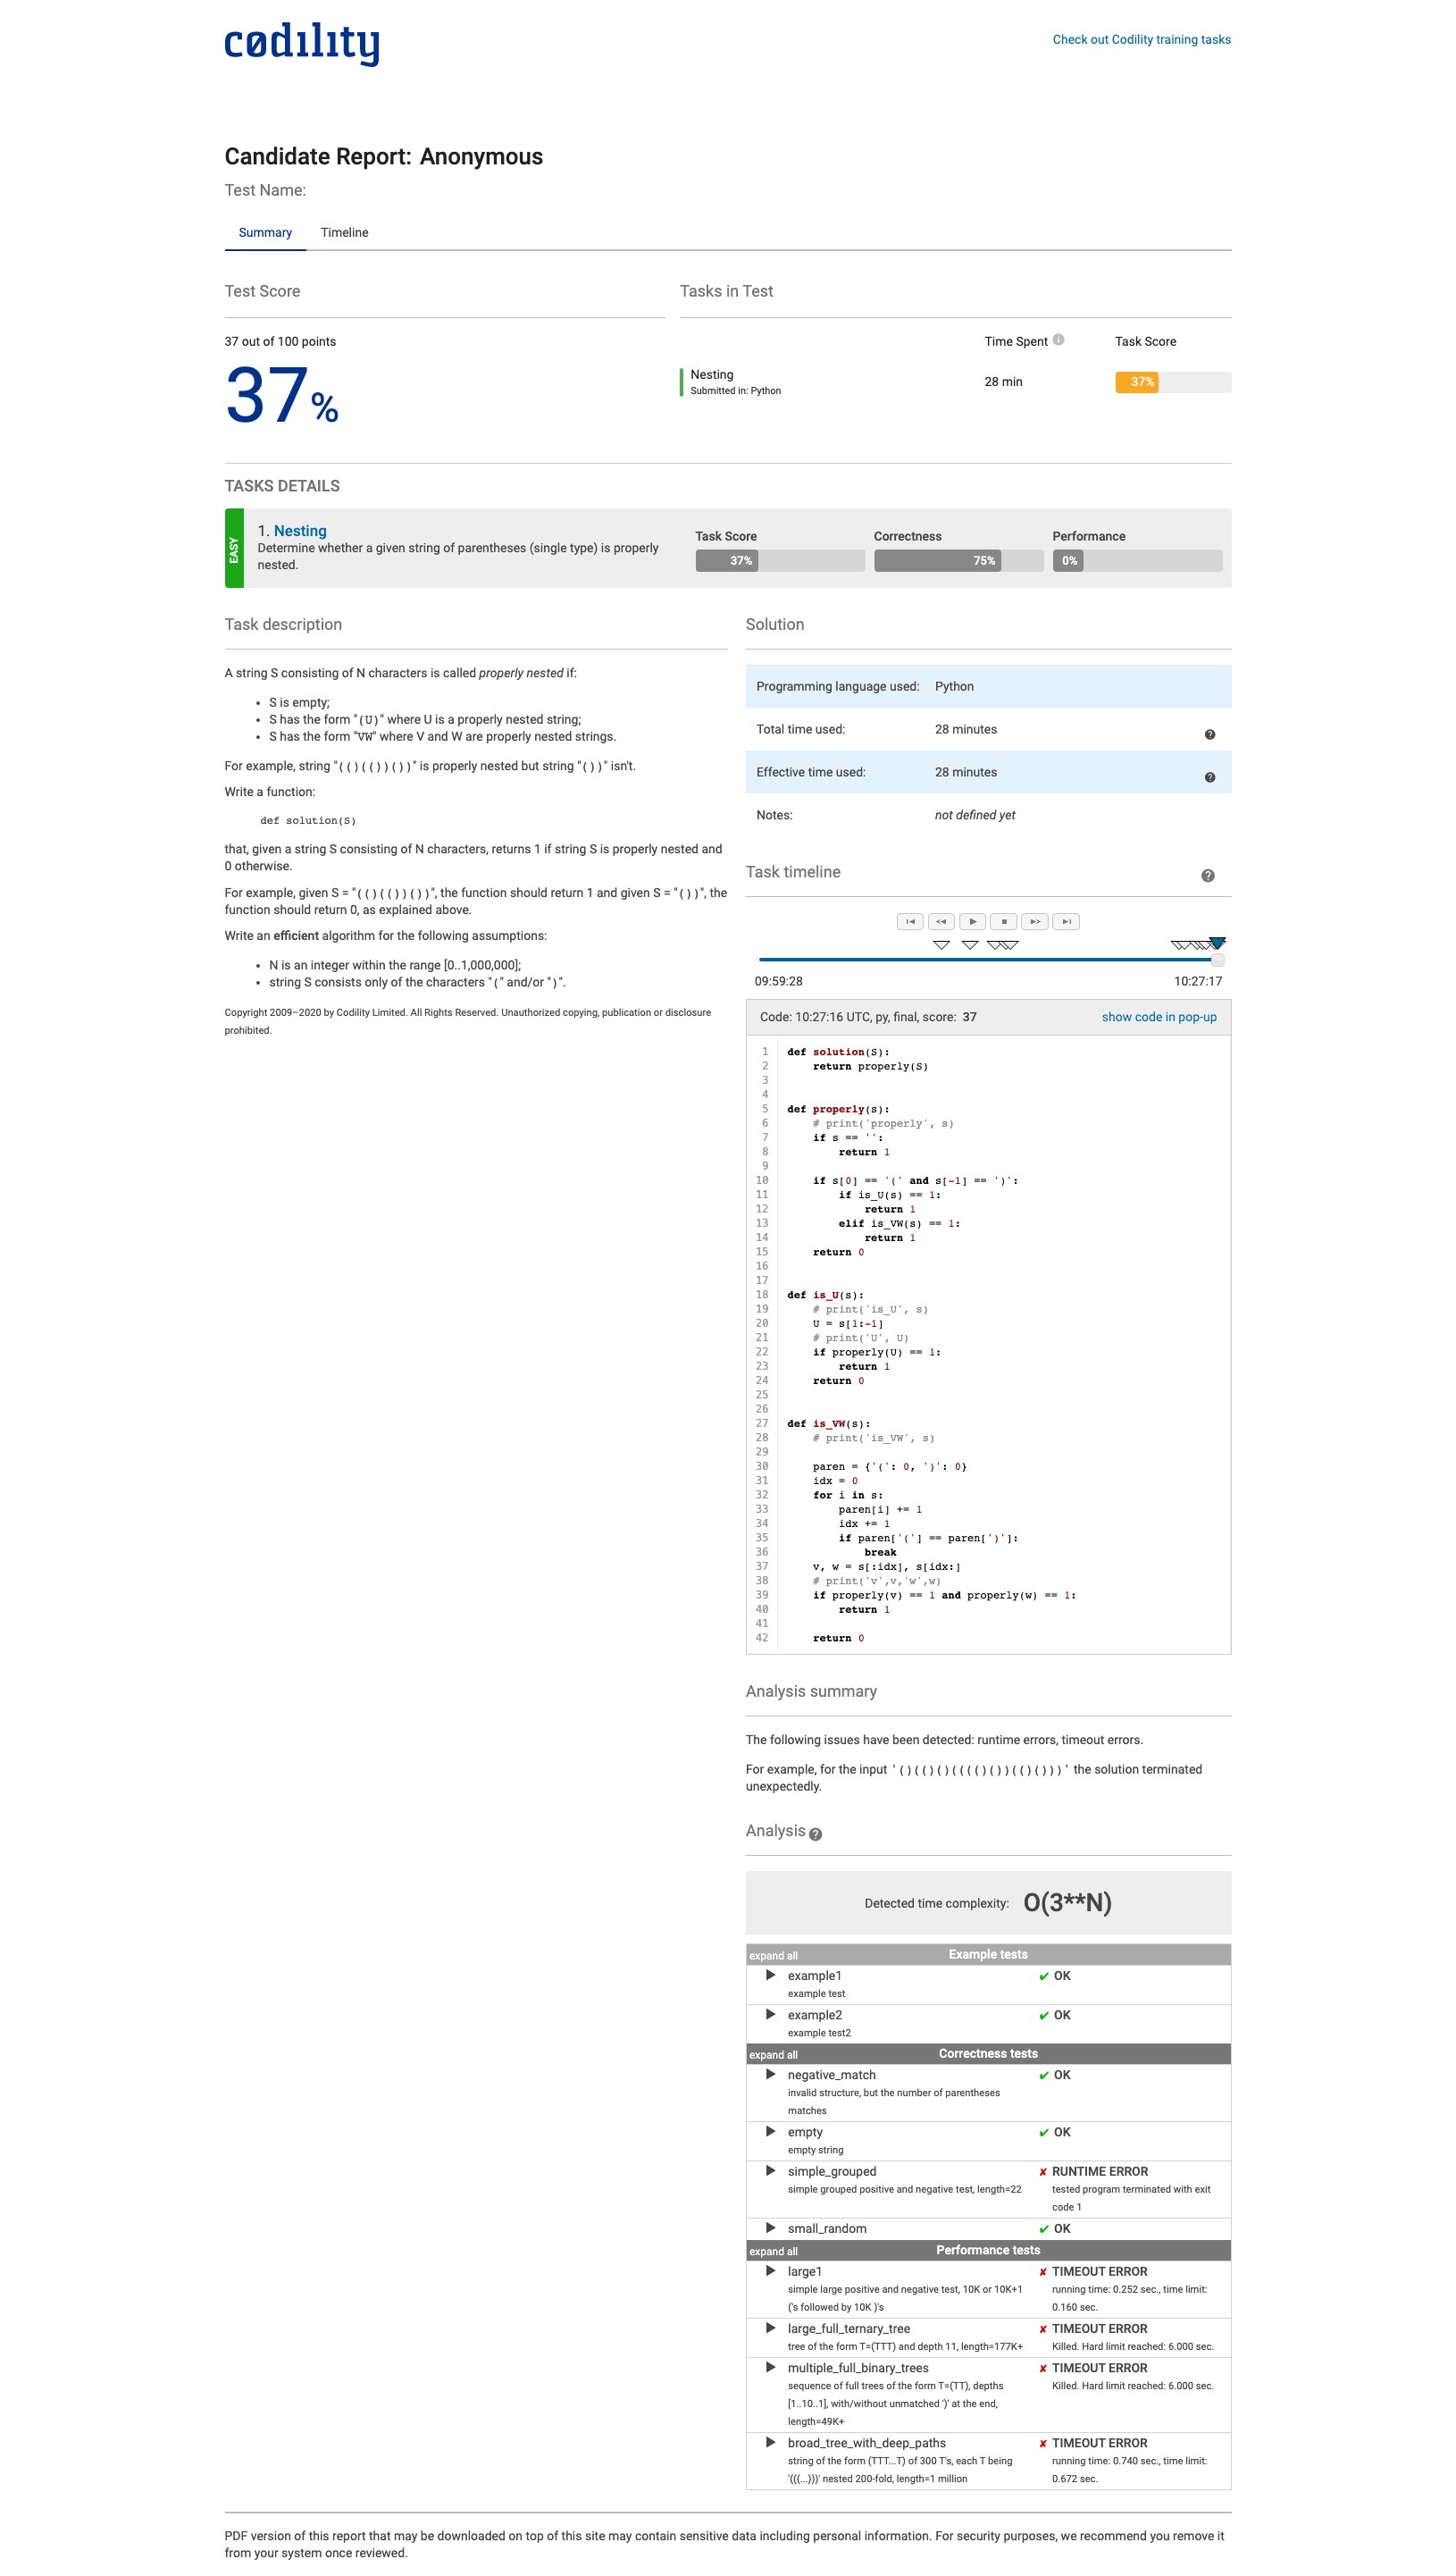 cødility
Check out Codility training tasks
Candidate Report: Anonymous
Test Name:
Summary Timeline
Test Score
Tasks in Test
37 out of 100 points
Time Spent
Task Score
37%
Nesting
Submitted in: Python
28 min
37%
TASKS DETAILS
EASY
1. Nesting
Determine whether a given string of parentheses (single type) is properly
nested.
Task Score
37%
Correctness
75%
Performance
0%
Task description
A string S consisting of N characters is called properly nested if:
• S is empty;
• S has the form "(U)" where U is a properly nested string;
• S has the form "VW" where V and W are properly nested strings.
For example, string "(()(())())" is properly nested but string "())" isn't.
Write a function:
def solution(S)
that, given a string S consisting of N characters, returns 1 if string S is properly nested and
0 otherwise.
For example, given S = "(()(())())", the function should return 1 and given S = "())", the
function should return 0, as explained above.
Write an efficient algorithm for the following assumptions:
• N is an integer within the range [0..1,000,000];
• string S consists only of the characters "(" and/or ")".
Copyright 2009–2020 by Codility Limited. All Rights Reserved. Unauthorized copying, publication or disclosure
prohibited.
Solution
Programming language used: Python
Total time used: 28 minutes
Effective time used: 28 minutes
Notes: not defined yet
Task timeline
09:59:28
10:27:17
Code: 10:27:16 UTC, py, final, score: 37
show code in pop-up
1 def solution(S):
2     return properly(S)
3
4
5 def properly(s):
6     # print('properly', s)
7     if s == '':
8         return 1
9
10     if s[0] == '(' and s[-1] == ')':
11         if is_U(s) == 1:
12             return 1
13         elif is_VW(s) == 1:
14             return 1
15     return 0
16
17
18 def is_U(s):
19     # print('is_U', s)
20     U = s[1:-1]
21     # print('U', U)
22     if properly(U) == 1:
23         return 1
24     return 0
25
26
27 def is_VW(s):
28     # print('is_VW', s)
29
30     paren = {'(': 0, ')': 0}
31     idx = 0
32     for i in s:
33         paren[i] += 1
34         idx += 1
35         if paren['('] == paren[')']:
36             break
37     v, w = s[:idx], s[idx:]
38     # print('v',v,'w',w)
39     if properly(v) == 1 and properly(w) == 1:
40         return 1
41
42     return 0
Analysis summary
The following issues have been detected: runtime errors, timeout errors.
For example, for the input '()(()()(((()())(()()))' the solution terminated
unexpectedly.
Analysis
Detected time complexity: O(3**N)
expand all Example tests
example1 ✔ OK
example test
example2 ✔ OK
example test2
expand all Correctness tests
negative_match ✔ OK
invalid structure, but the number of parentheses
matches
empty ✔ OK
empty string
simple_grouped ✘ RUNTIME ERROR
simple grouped positive and negative test, length=22
tested program terminated with exit
code 1
small_random ✔ OK
expand all Performance tests
large1 ✘ TIMEOUT ERROR
simple large positive and negative test, 10K or 10K+1
('s followed by 10K )'s
running time: 0.252 sec., time limit:
0.160 sec.
large_full_ternary_tree ✘ TIMEOUT ERROR
tree of the form T=(TTT) and depth 11, length=177K+
Killed. Hard limit reached: 6.000 sec.
multiple_full_binary_trees ✘ TIMEOUT ERROR
sequence of full trees of the form T=(TT), depths
[1..10..1], with/without unmatched ')' at the end,
length=49K+
Killed. Hard limit reached: 6.000 sec.
broad_tree_with_deep_paths ✘ TIMEOUT ERROR
string of the form (TTT...T) of 300 T's, each T being
'(((...)))' nested 200-fold, length=1 million
running time: 0.740 sec., time limit:
0.672 sec.
PDF version of this report that may be downloaded on top of this site may contain sensitive data including personal information. For security purposes, we recommend you remove it
from your system once reviewed.